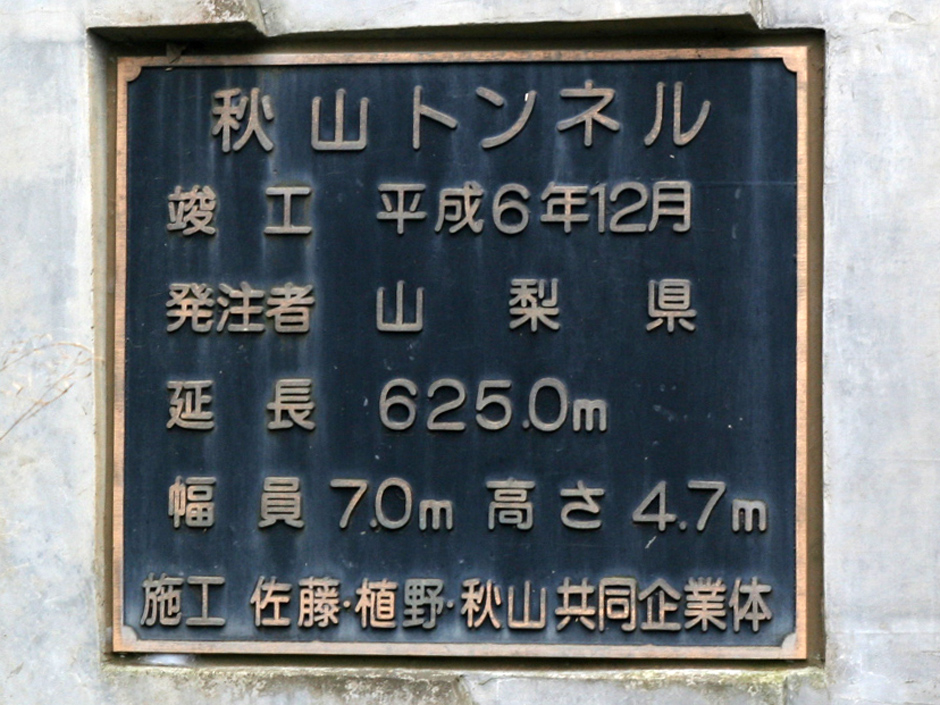 秋山トンネル
竣工 平成6年12月
発注者 山梨県
延長 625.0m
幅員 7.0m 高さ 4.7m
施工 佐藤・植野・秋山共同企業体